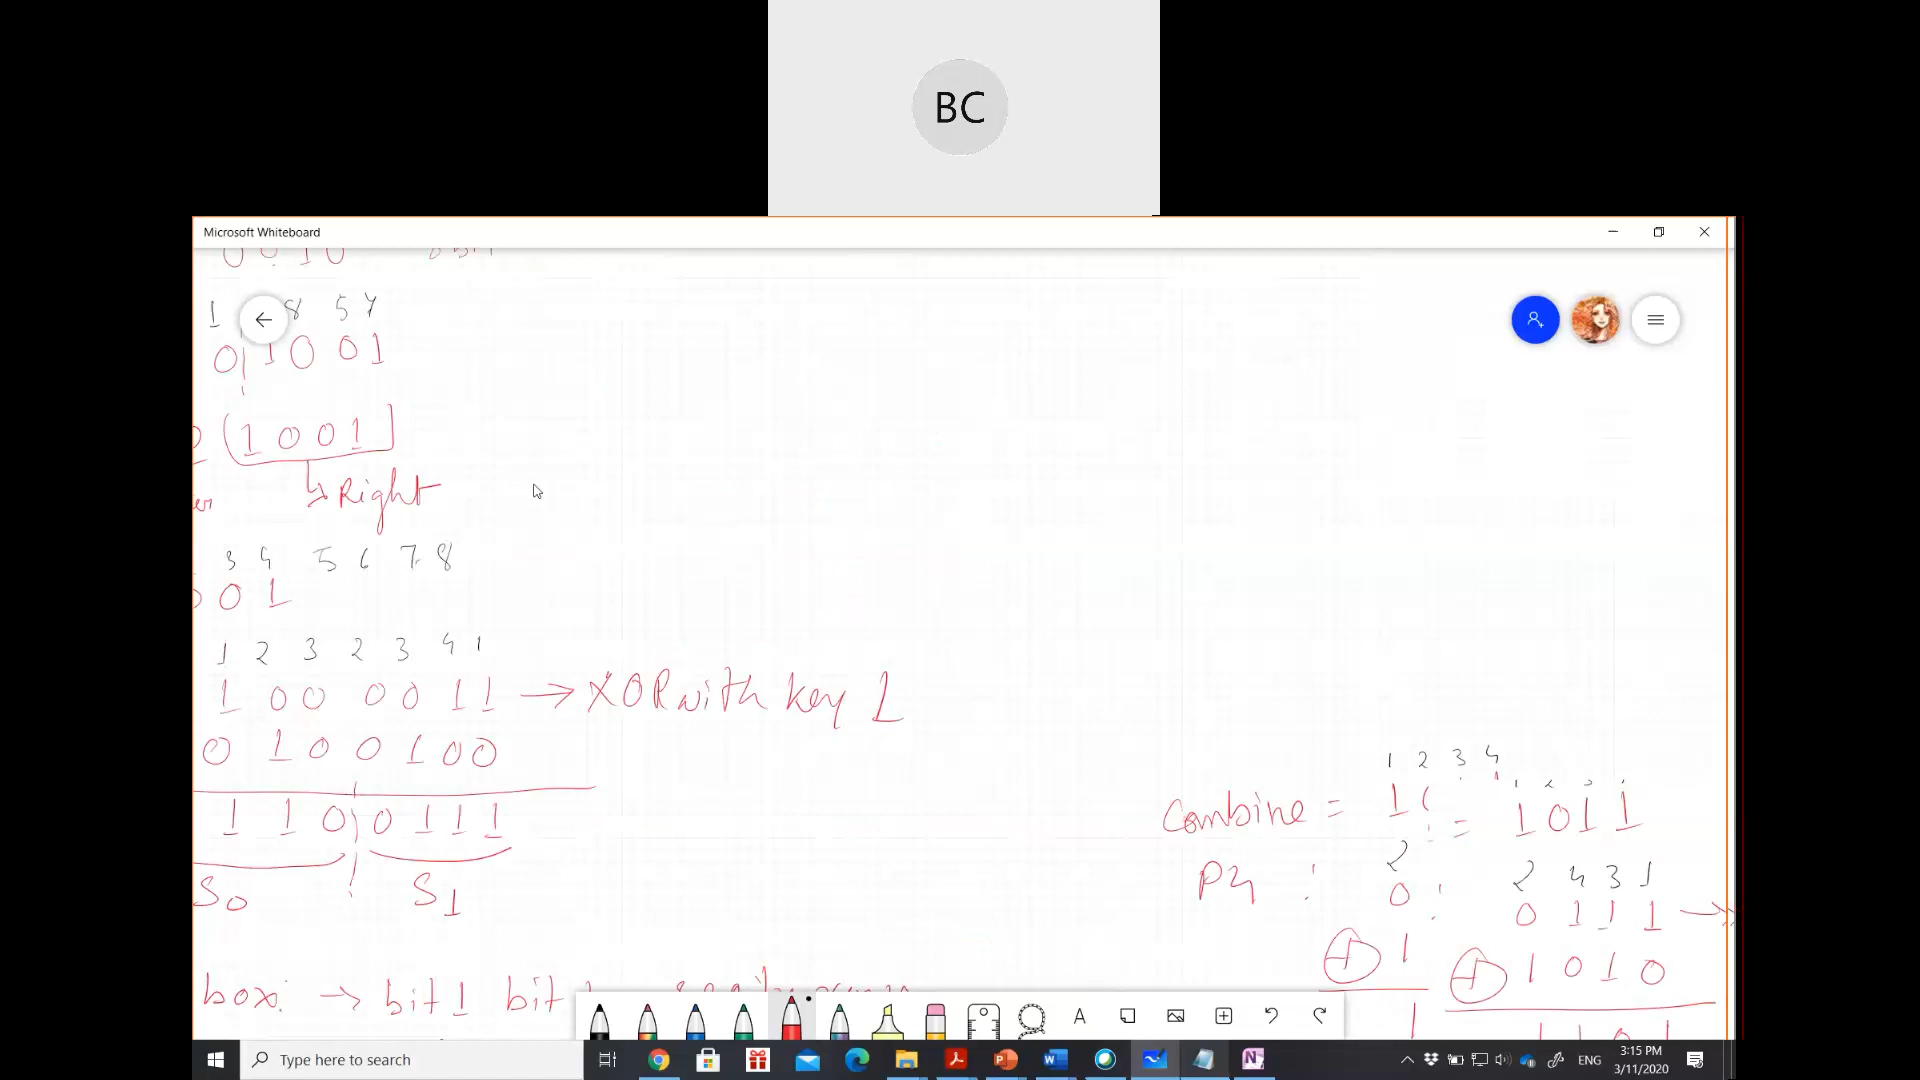 BC
Microsoft Whiteboard
1 8 5 7
0 1 0 0 1
(1 0 0 1]
Right
3 4 5 6 7 8
0 0 1
1 2 3 2 3 4 1
1 0 0 0 0 1 1 → XOR with key 1
0 1 0 0 1 0 0
1 1 0 0 1 1 1
S0 S1
1 2 3 4
Combine = 1 = 1 0 1 1
P4 : 2 2 4 3 1
0 : 0 1 1 1 →
+ 1 + 1 0 1 0
box: → bit 1 bit
A
Type here to search
ENG
3:15 PM
3/11/2020